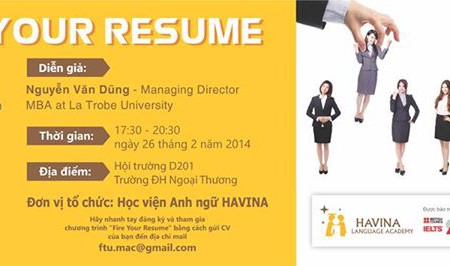 YOUR RESUME
Diễn giả:
Nguyễn Văn Dũng - Managing Director
MBA at La Trobe University
Thời gian:
17:30 - 20:30
ngày 26 tháng 2 năm 2014
Địa điểm:
Hội trường D201
Trường ĐH Ngoại Thương
Đơn vị tổ chức: Học viện Anh ngữ HAVINA
Hãy nhanh tay đăng ký và tham gia
chương trình "Fire Your Resume" bằng cách gửi CV
của bạn đến địa chỉ mail
ftu.mac@gmail.com
HAVINA
LANGUAGE ACADEMY
Được bảo tr
BRITISH
COUNCIL
IELTS